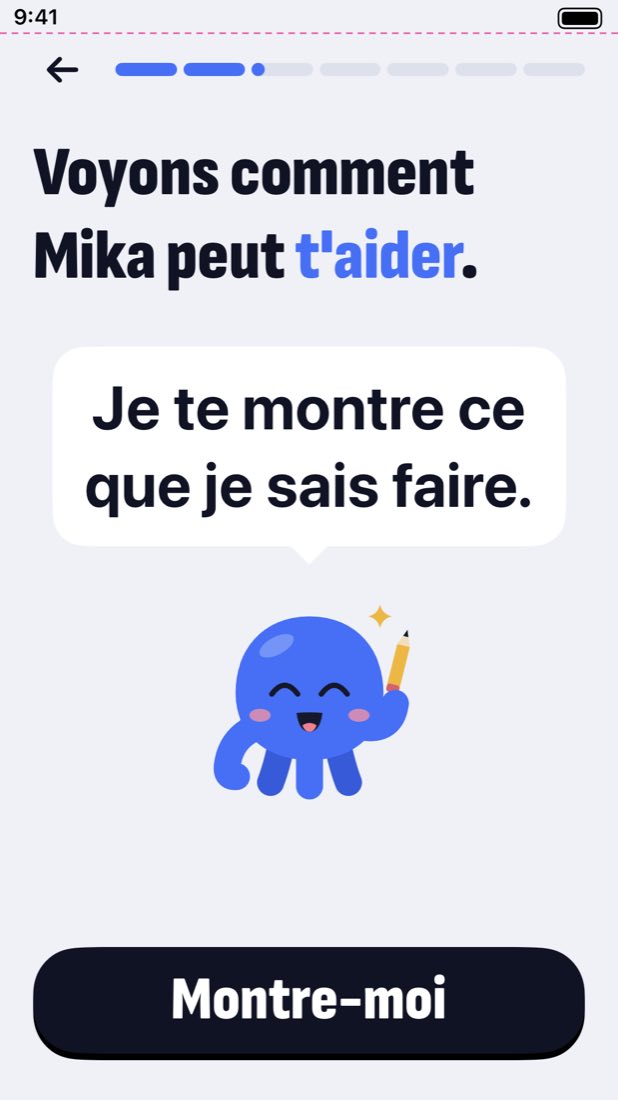 9:41
Voyons comment
Mika peut t'aider.
Je te montre ce
que je sais faire.
Montre-moi